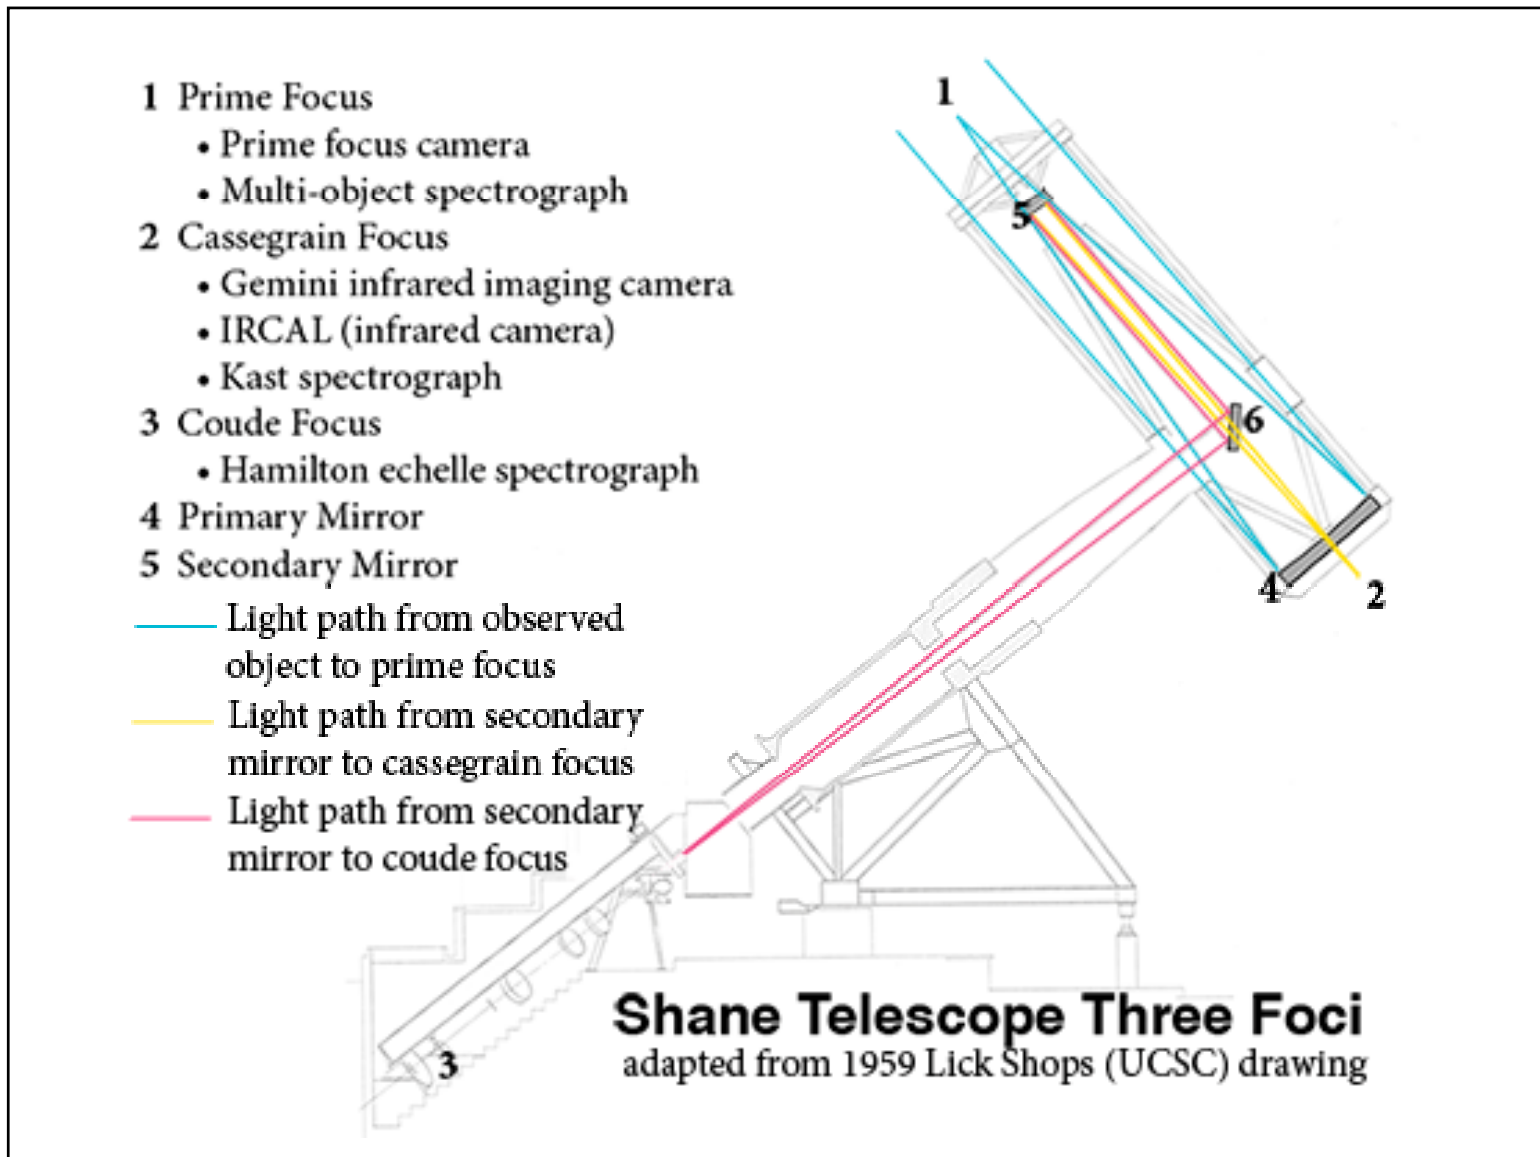 1 Prime Focus
• Prime focus camera
• Multi-object spectrograph
2 Cassegrain Focus
• Gemini infrared imaging camera
• IRCAL (infrared camera)
• Kast spectrograph
3 Coude Focus
• Hamilton echelle spectrograph
4 Primary Mirror
5 Secondary Mirror
Light path from observed
object to prime focus
Light path from secondary
mirror to cassegrain focus
Light path from secondary
mirror to coude focus
1
5
6
4
2
3
Shane Telescope Three Foci
adapted from 1959 Lick Shops (UCSC) drawing